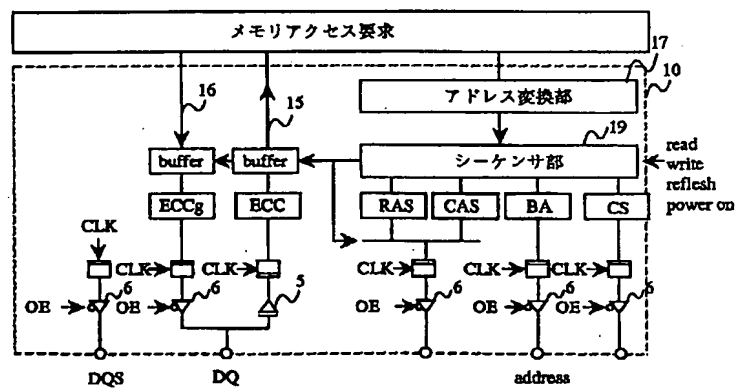 メモリアクセス要求
17
10
アドレス変換部
16
15
19
buffer
buffer
シーケンサ部
read
write
reflesh
power on
ECCg
ECC
RAS
CAS
BA
CS
CLK
CLK
CLK
CLK
CLK
CLK
5
OE
6
OE
6
OE
6
OE
6
OE
6
DQS
DQ
address